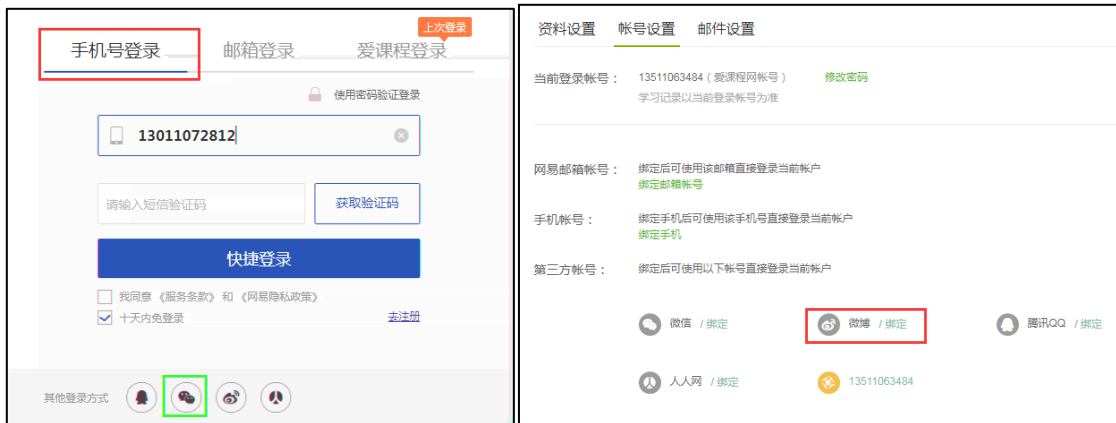 上次登录
手机号登录 邮箱登录 爱课程登录
使用密码验证登录
13011072812
请输入短信验证码 获取验证码
快捷登录
我同意 《服务条款》 和 《网易隐私政策》
十天内免登录 去注册
其他登录方式
资料设置 帐号设置 邮件设置
当前登录帐号： 13511063484（爱课程网帐号） 修改密码
学习记录以当前登录帐号为准
网易邮箱帐号： 绑定后可使用该邮箱直接登录当前帐户
绑定邮箱帐号
手机帐号： 绑定手机后可使用该手机号直接登录当前帐户
绑定手机
第三方帐号： 绑定后可使用以下帐号直接登录当前帐户
微信 / 绑定 微博 / 绑定 腾讯QQ / 绑定
人人网 / 绑定 13511063484